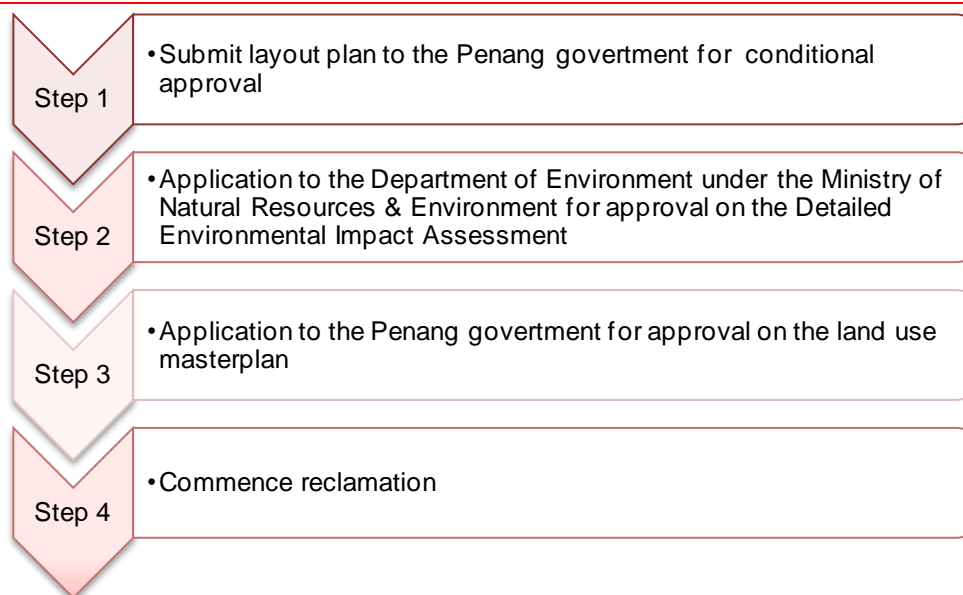 Step 1
•Submit layout plan to the Penang govertment for conditional
approval
Step 2
•Application to the Department of Environment under the Ministry of
Natural Resources & Environment for approval on the Detailed
Environmental Impact Assessment
Step 3
•Application to the Penang govertment for approval on the land use
masterplan
Step 4
•Commence reclamation